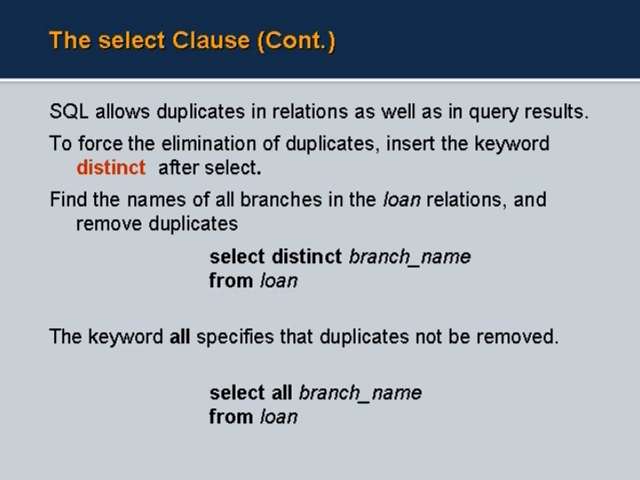 The select Clause (Cont.)
SQL allows duplicates in relations as well as in query results.
To force the elimination of duplicates, insert the keyword
distinct after select.
Find the names of all branches in the loan relations, and
remove duplicates
select distinct branch_name
from loan
The keyword all specifies that duplicates not be removed.
select all branch_name
from loan